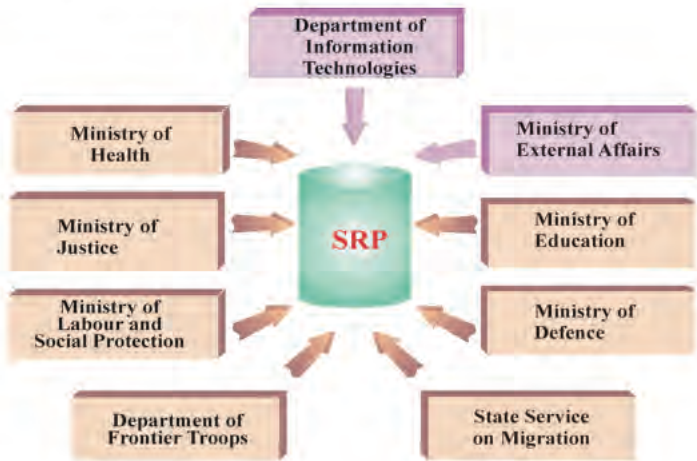 Department of
Information
Technologies
Ministry of
Health
Ministry of
External Affairs
Ministry of
Justice
SRP
Ministry of
Education
Ministry of
Labour and
Social Protection
Ministry of
Defence
Department of
Frontier Troops
State Service
on Migration